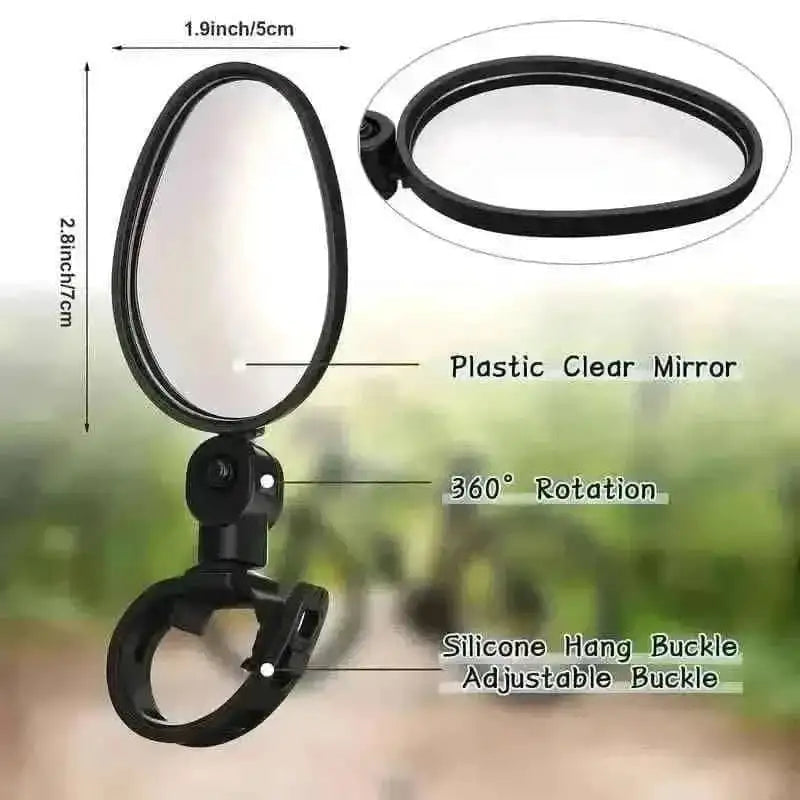 1.9inch/5cm
2.8inch/7cm
Plastic Clear Mirror
360° Rotation
Silicone Hang Buckle
Adjustable Buckle